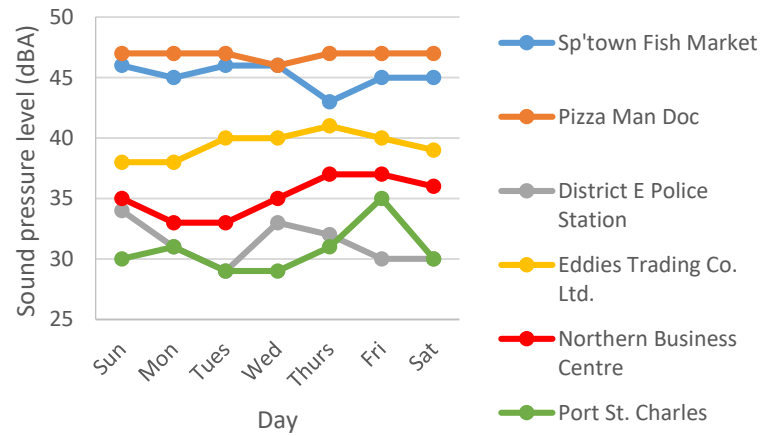 50
45
40
35
30
25
Sound pressure level (dBA)
Sun
Mon
Tues
Wed
Thurs
Fri
Sat
Day
Sp'town Fish Market
Pizza Man Doc
District E Police
Station
Eddies Trading Co.
Ltd.
Northern Business
Centre
Port St. Charles